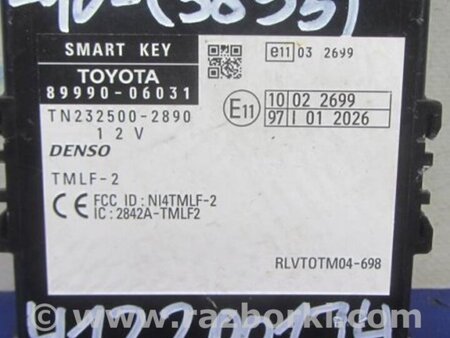 SMART KEY
TOYOTA
89990-06031
TN232500-2890
12V
DENSO
TMLF-2
CE FCC ID : NI4TMLF-2
IC : 2842A-TMLF2
e11 03 2699
E11 10 02 2699
97 I 01 2026
RLVTOTM04-698
www.razborki.com